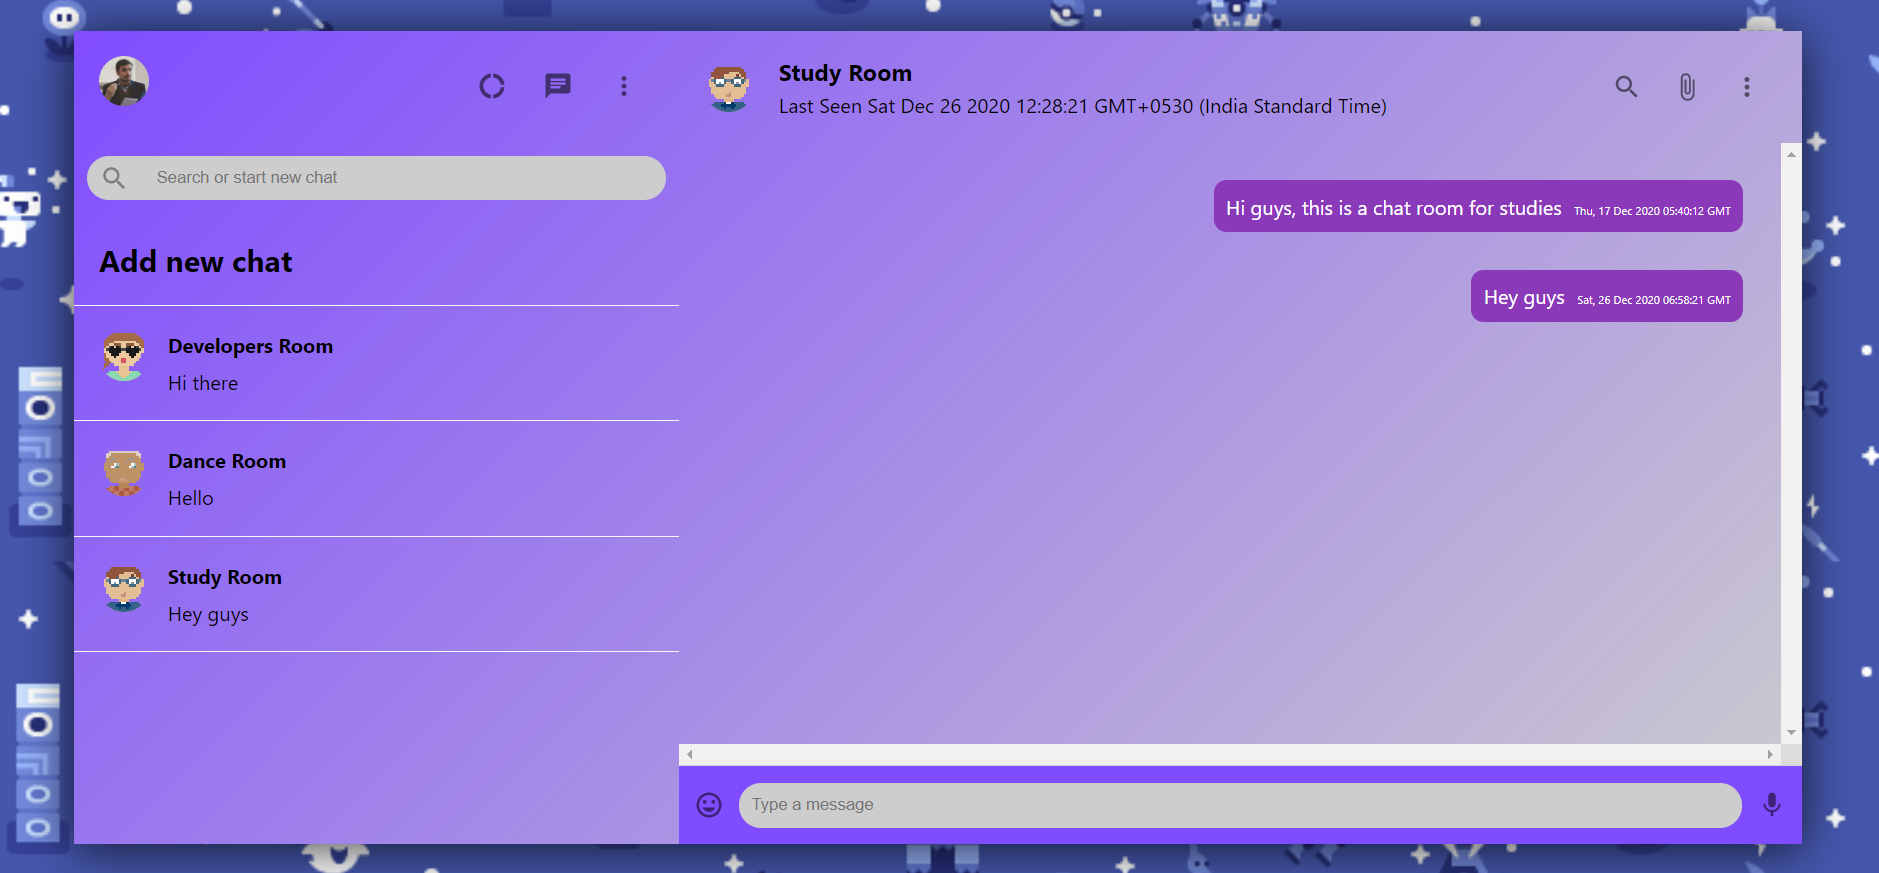 Search or start new chat
Add new chat
Developers Room
Hi there
Dance Room
Hello
Study Room
Hey guys
Study Room
Last Seen Sat Dec 26 2020 12:28:21 GMT+0530 (India Standard Time)
Hi guys, this is a chat room for studies Thu, 17 Dec 2020 05:40:12 GMT
Hey guys Sat, 26 Dec 2020 06:58:21 GMT
Type a message